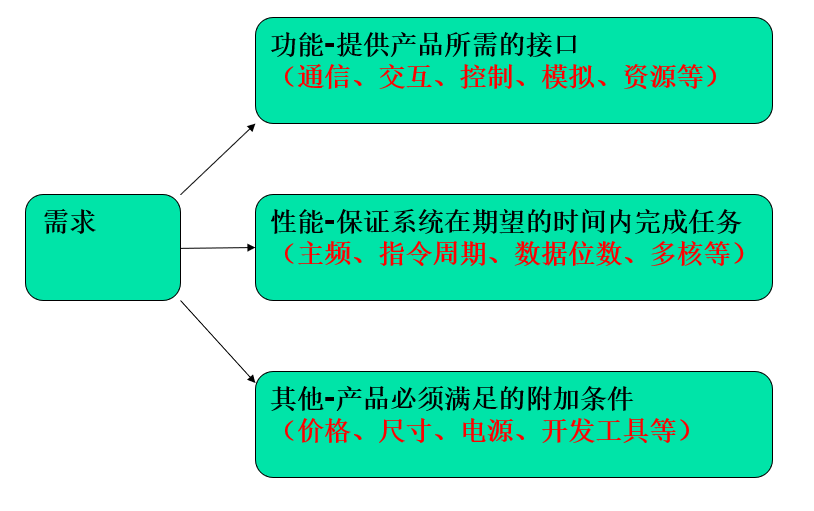 功能-提供产品所需的接口
（通信、交互、控制、模拟、资源等）
需求
性能-保证系统在期望的时间内完成任务
（主频、指令周期、数据位数、多核等）
其他-产品必须满足的附加条件
（价格、尺寸、电源、开发工具等）